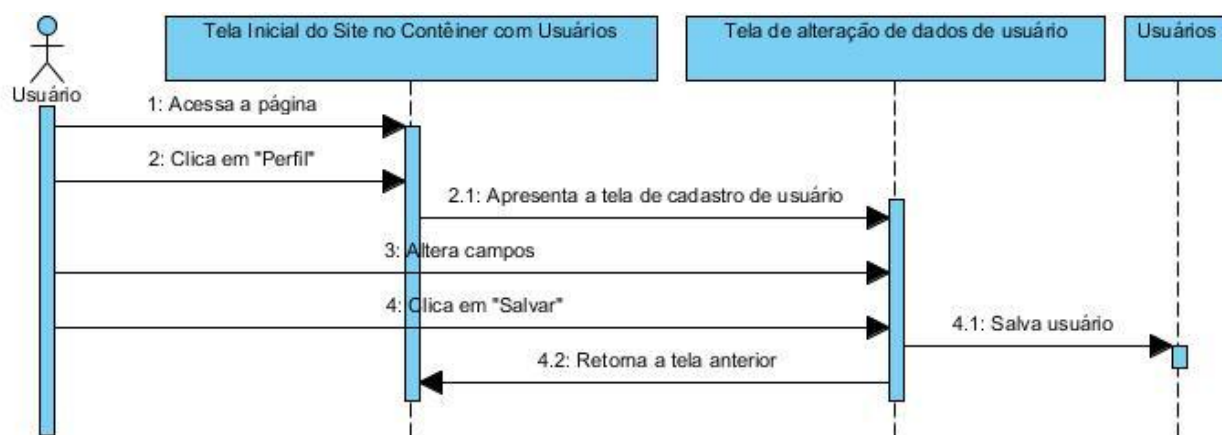 Tela Inicial do Site no Contêiner com Usuários
Tela de alteração de dados de usuário
Usuários
Usuário
1: Acessa a página
2: Clica em "Perfil"
2.1: Apresenta a tela de cadastro de usuário
3: Altera campos
4: Clica em "Salvar"
4.1: Salva usuário
4.2: Retorna a tela anterior